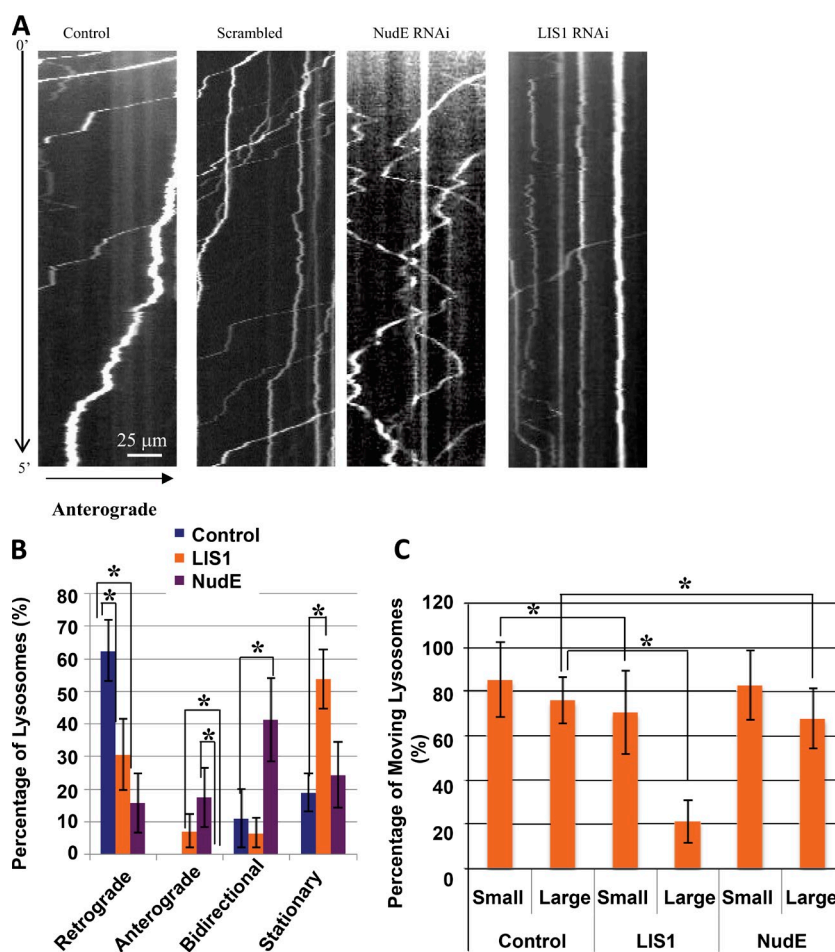 A
Control Scrambled NudE RNAi LIS1 RNAi
0'
5'
25 μm
Anterograde
B
Control
LIS1
NudE
*
*
*
*
*
*
Percentage of Lysosomes (%)
80
70
60
50
40
30
20
10
0
Retrograde
Anterograde
Bidirectional
Stationary
C
Percentage of Moving Lysosomes
(%)
120
100
80
60
40
20
0
*
*
*
Small Large Small Large Small Large
Control LIS1 NudE